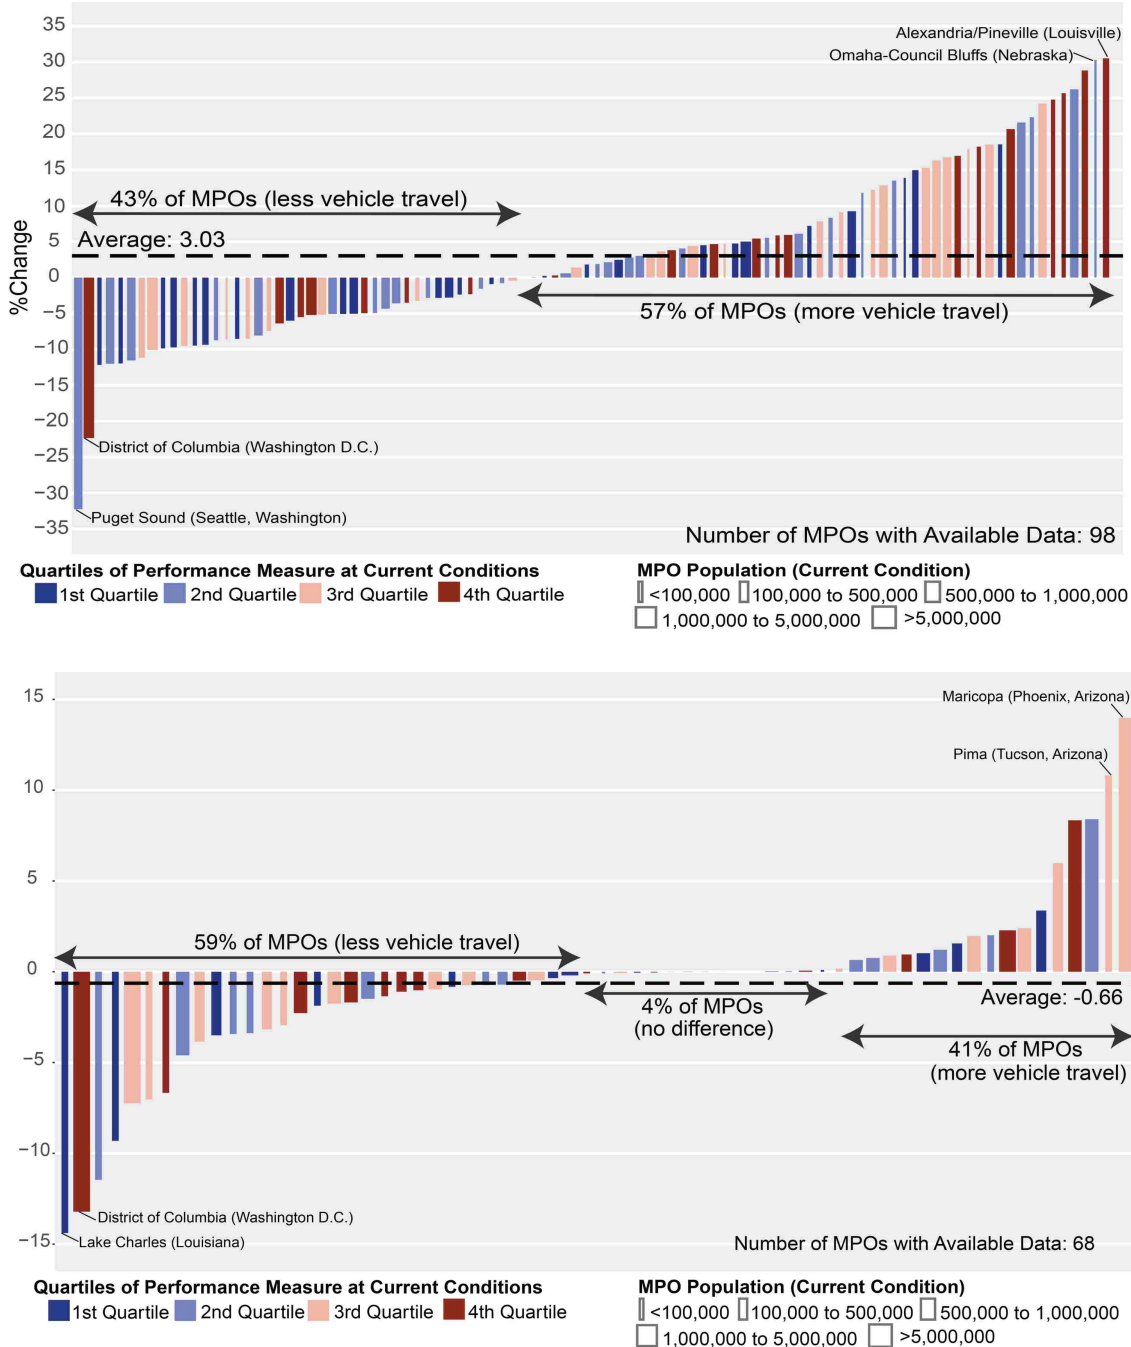 35
30
25
20
15
10
5
0
−5
−10
−15
−20
−25
−30
−35
%Change
Alexandria/Pineville (Louisville)
Omaha-Council Bluffs (Nebraska)
43% of MPOs (less vehicle travel)
Average: 3.03
57% of MPOs (more vehicle travel)
District of Columbia (Washington D.C.)
Puget Sound (Seattle, Washington)
Number of MPOs with Available Data: 98
Quartiles of Performance Measure at Current Conditions
1st Quartile 2nd Quartile 3rd Quartile 4th Quartile
MPO Population (Current Condition)
<100,000 100,000 to 500,000 500,000 to 1,000,000
1,000,000 to 5,000,000 >5,000,000
15
10
5
0
−5
−10
−15
Maricopa (Phoenix, Arizona)
Pima (Tucson, Arizona)
59% of MPOs (less vehicle travel)
4% of MPOs
(no difference)
Average: -0.66
41% of MPOs
(more vehicle travel)
District of Columbia (Washington D.C.)
Lake Charles (Louisiana)
Number of MPOs with Available Data: 68
Quartiles of Performance Measure at Current Conditions
1st Quartile 2nd Quartile 3rd Quartile 4th Quartile
MPO Population (Current Condition)
<100,000 100,000 to 500,000 500,000 to 1,000,000
1,000,000 to 5,000,000 >5,000,000